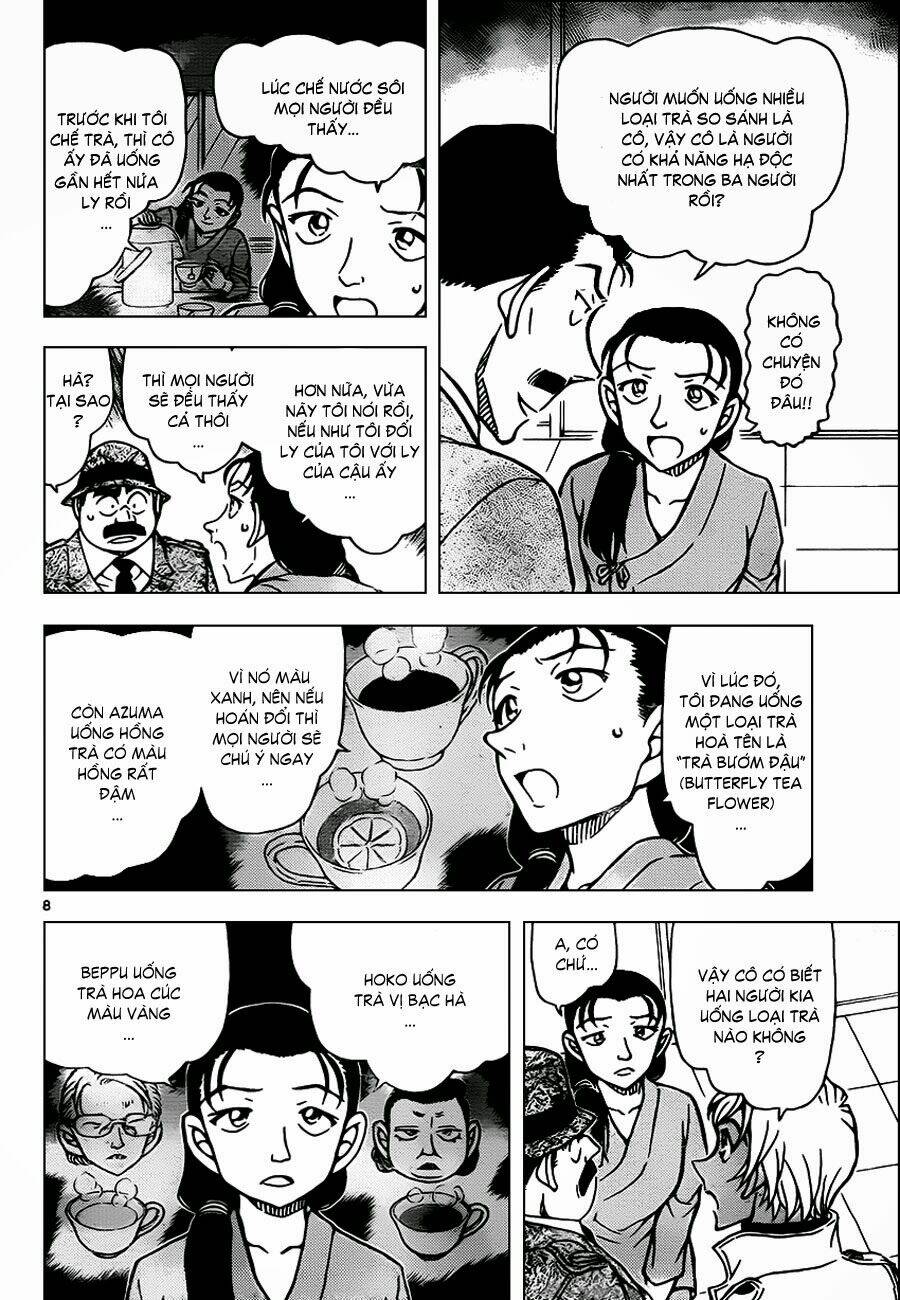 NGƯỜI MUỐN UỐNG NHIỀU
LOẠI TRÀ SO SÁNH LÀ
CÔ, VẬY CÔ LÀ NGƯỜI
CÓ KHẢ NĂNG HẠ ĐỘC
NHẤT TRONG BA NGƯỜI
RỒI?
KHÔNG
CÓ
CHUYỆN
ĐÓ
ĐÂU!!
LÚC CHẾ NƯỚC SÔI
MỌI NGƯỜI ĐỀU
THẤY...
TRƯỚC KHI TÔI
CHẾ TRÀ, THÌ CÔ
ẤY ĐÃ UỐNG
GẦN HẾT NỬA
LY RỒI
...
HƠN NỮA, VỪA
NÃY TÔI NÓI RỒI,
NẾU NHƯ TÔI ĐỔI
LY CỦA TÔI VỚI LY
CỦA CẬU ẤY
...
THÌ MỌI NGƯỜI
SẼ ĐỀU THẤY
CẢ THÔI
...
HẢ?
TẠI SAO
?
VÌ LÚC ĐÓ,
TÔI ĐANG UỐNG
MỘT LOẠI TRÀ
HOA TÊN LÀ
"TRÀ BƯỚM ĐẬU"
(BUTTERFLY TEA
FLOWER)
...
VÌ NÓ MÀU
XANH, NÊN NẾU
HOÁN ĐỔI THÌ
MỌI NGƯỜI SẼ
CHÚ Ý NGAY
...
CÒN AZUMA
UỐNG HỒNG
TRÀ CÓ MÀU
HỒNG RẤT
ĐẬM
...
8
VẬY CÔ CÓ BIẾT
HAI NGƯỜI KIA
UỐNG LOẠI TRÀ
NÀO KHÔNG
?
A, CÓ
CHỨ...
HOKO UỐNG
TRÀ VỊ BẠC HÀ
...
BEPPU UỐNG
TRÀ HOA CÚC
MÀU VÀNG
...